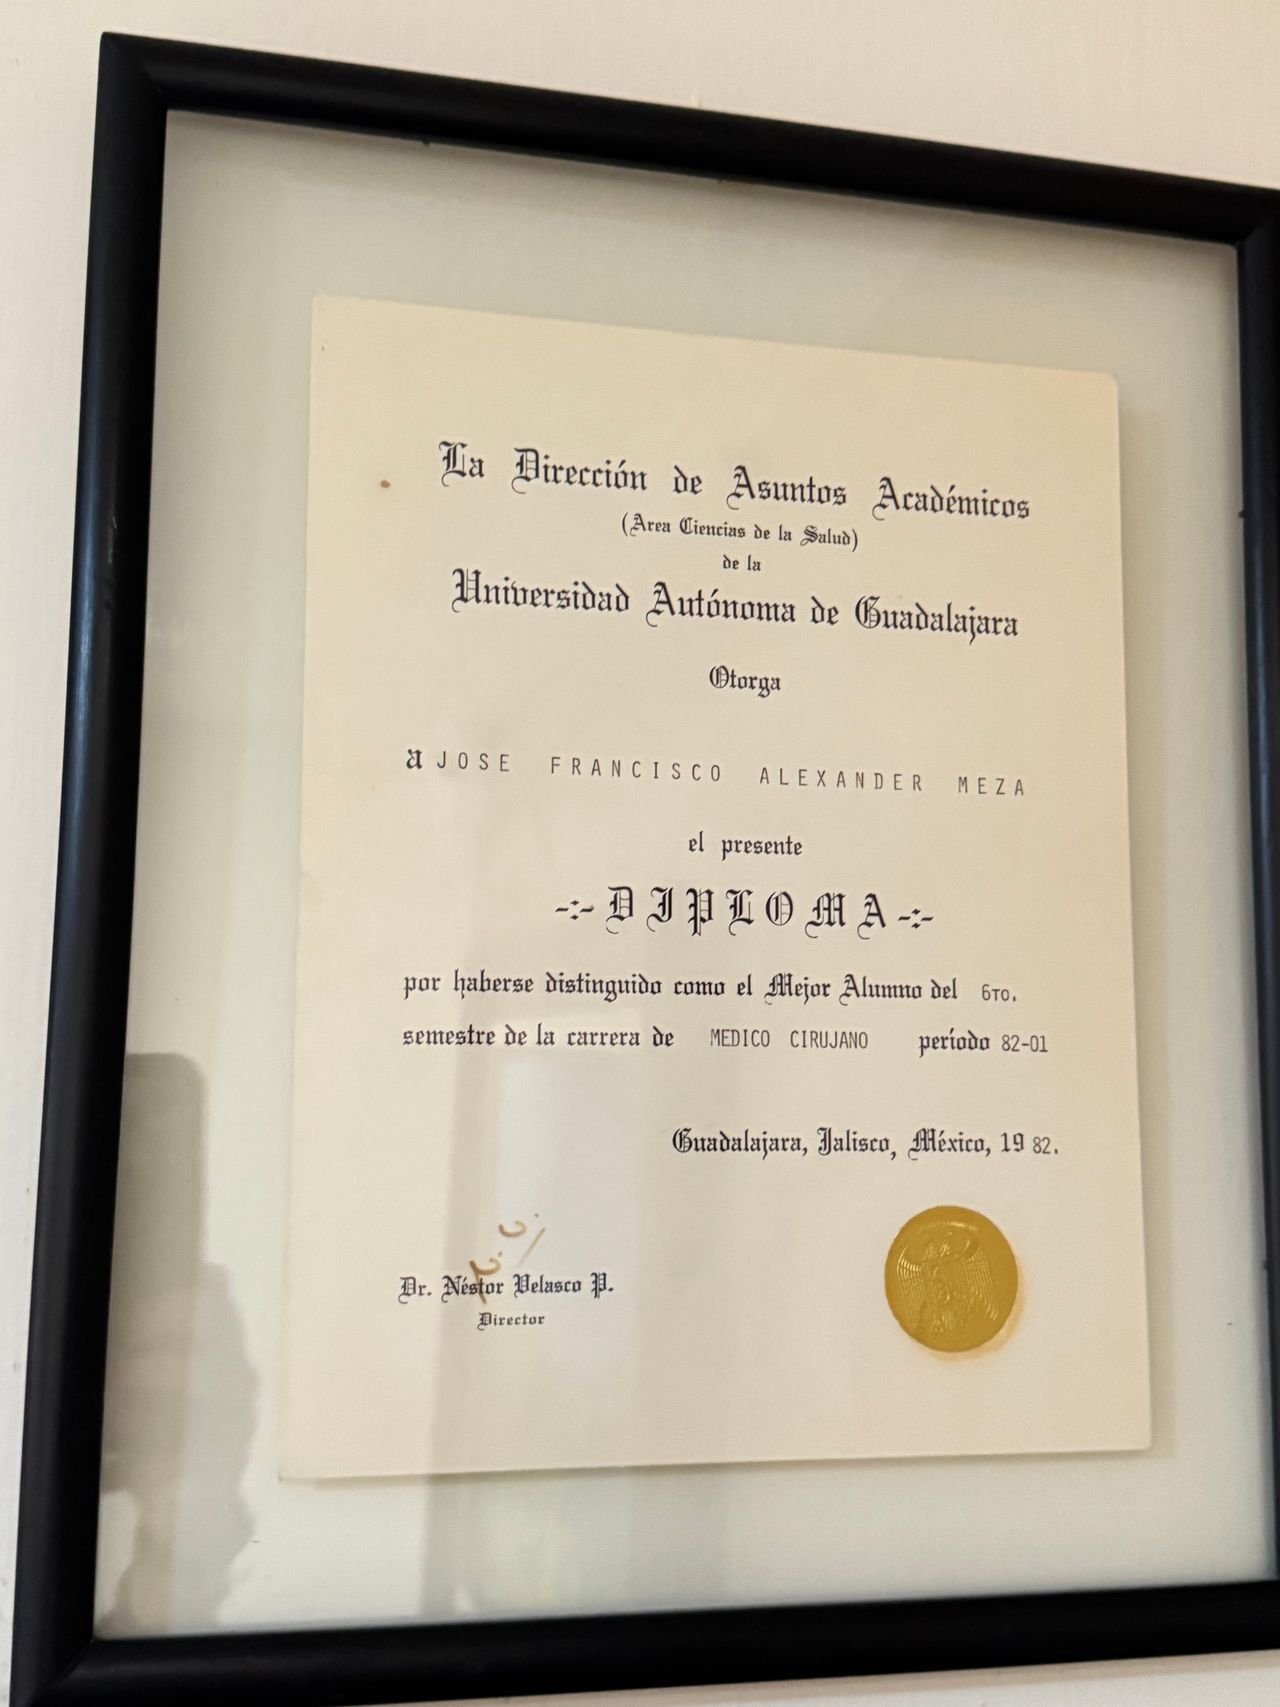 La Dirección de Asuntos Académicos
(Area Ciencias de la Salud)
de la
Universidad Autónoma de Guadalajara
Otorga
a JOSE FRANCISCO ALEXANDER MEZA
el presente
-:- DIPLOMA -:-
por haberse distinguido como el Mejor Alumno del 6TO.
semestre de la carrera de MEDICO CIRUJANO período 82-01
Guadalajara, Jalisco, México, 19 82.
Dr. Néstor Velasco P.
Director